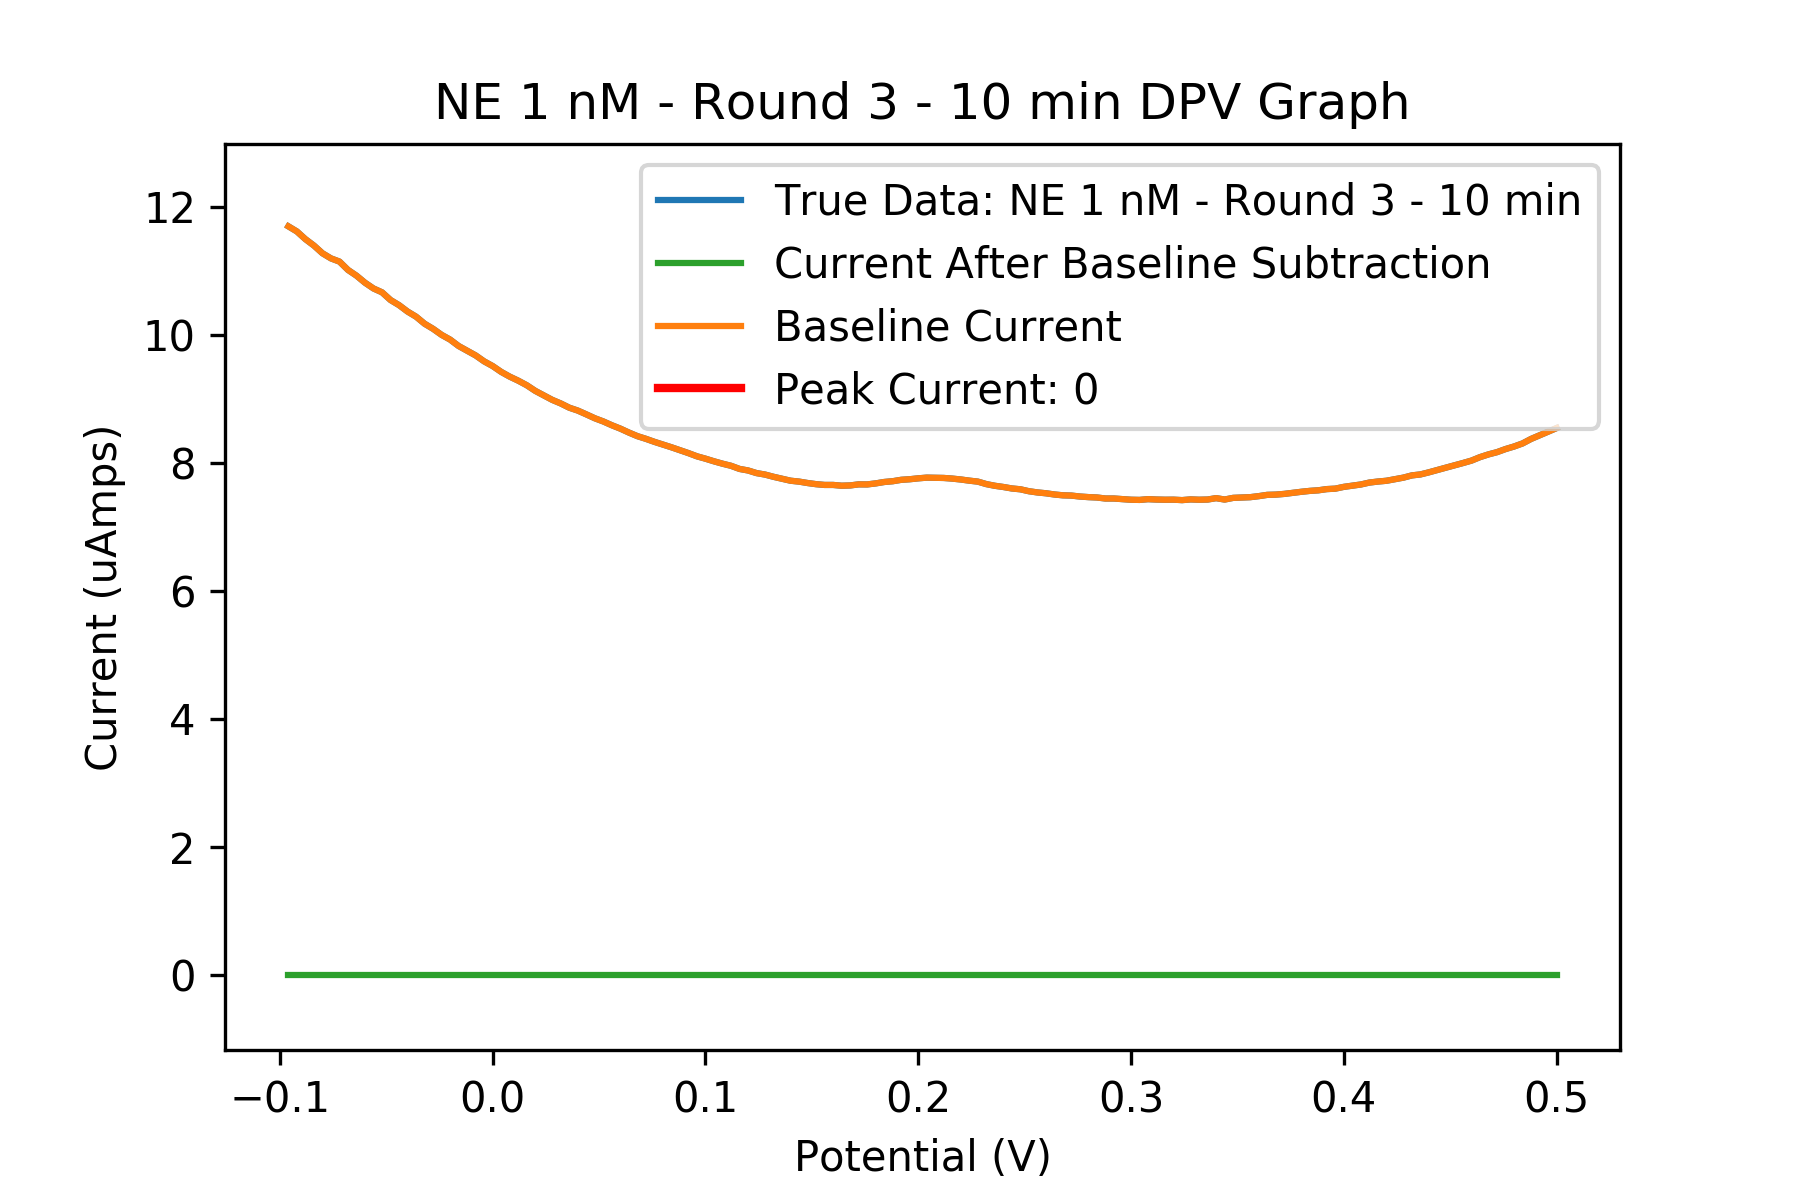 NE 1 nM - Round 3 - 10 min DPV Graph
True Data: NE 1 nM - Round 3 - 10 min
Current After Baseline Subtraction
Baseline Current
Peak Current: 0
Current (uAmps)
12
10
8
6
4
2
0
−0.1 0.0 0.1 0.2 0.3 0.4 0.5
Potential (V)